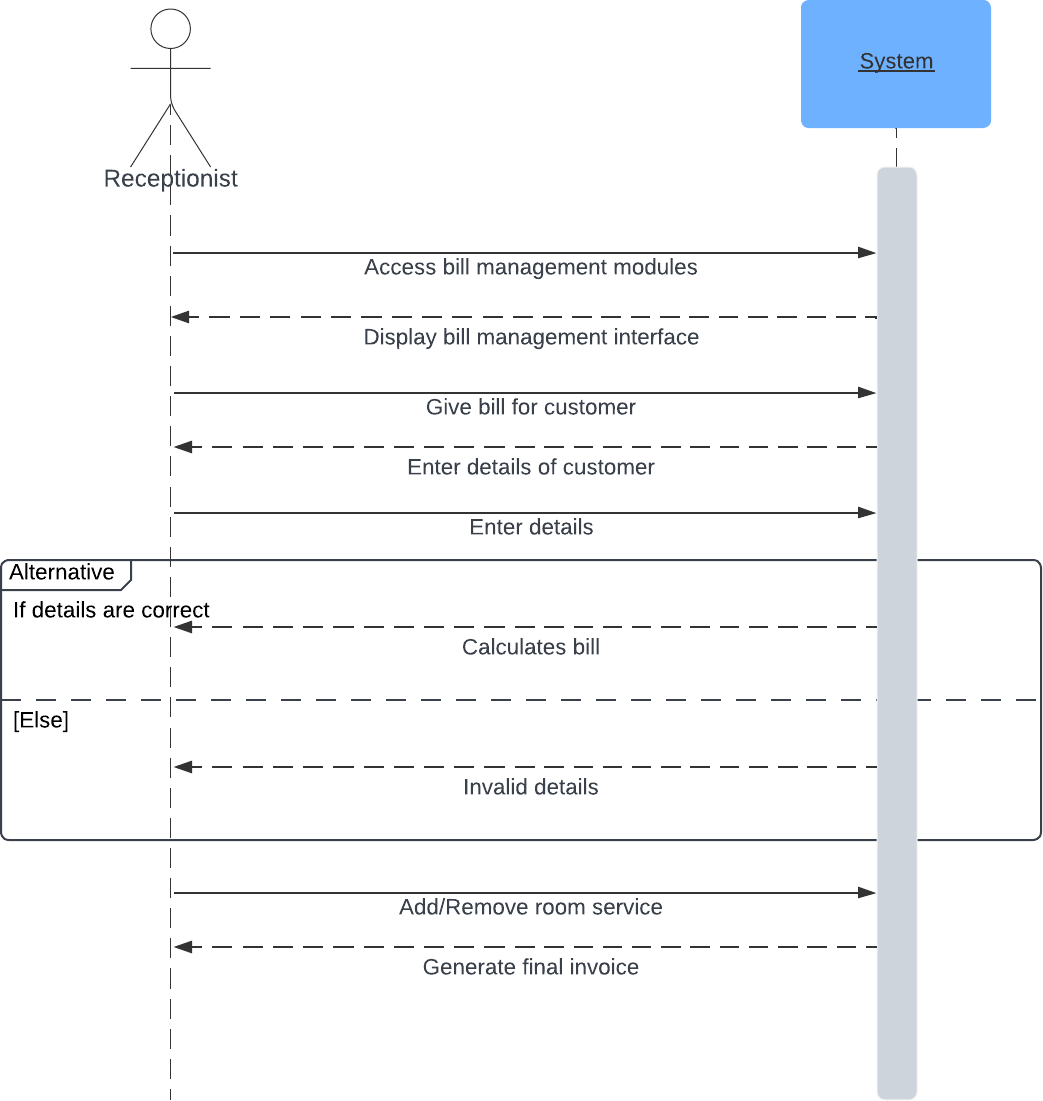 System
Receptionist
Access bill management modules
Display bill management interface
Give bill for customer
Enter details of customer
Enter details
Alternative
If details are correct
Calculates bill
[Else]
Invalid details
Add/Remove room service
Generate final invoice